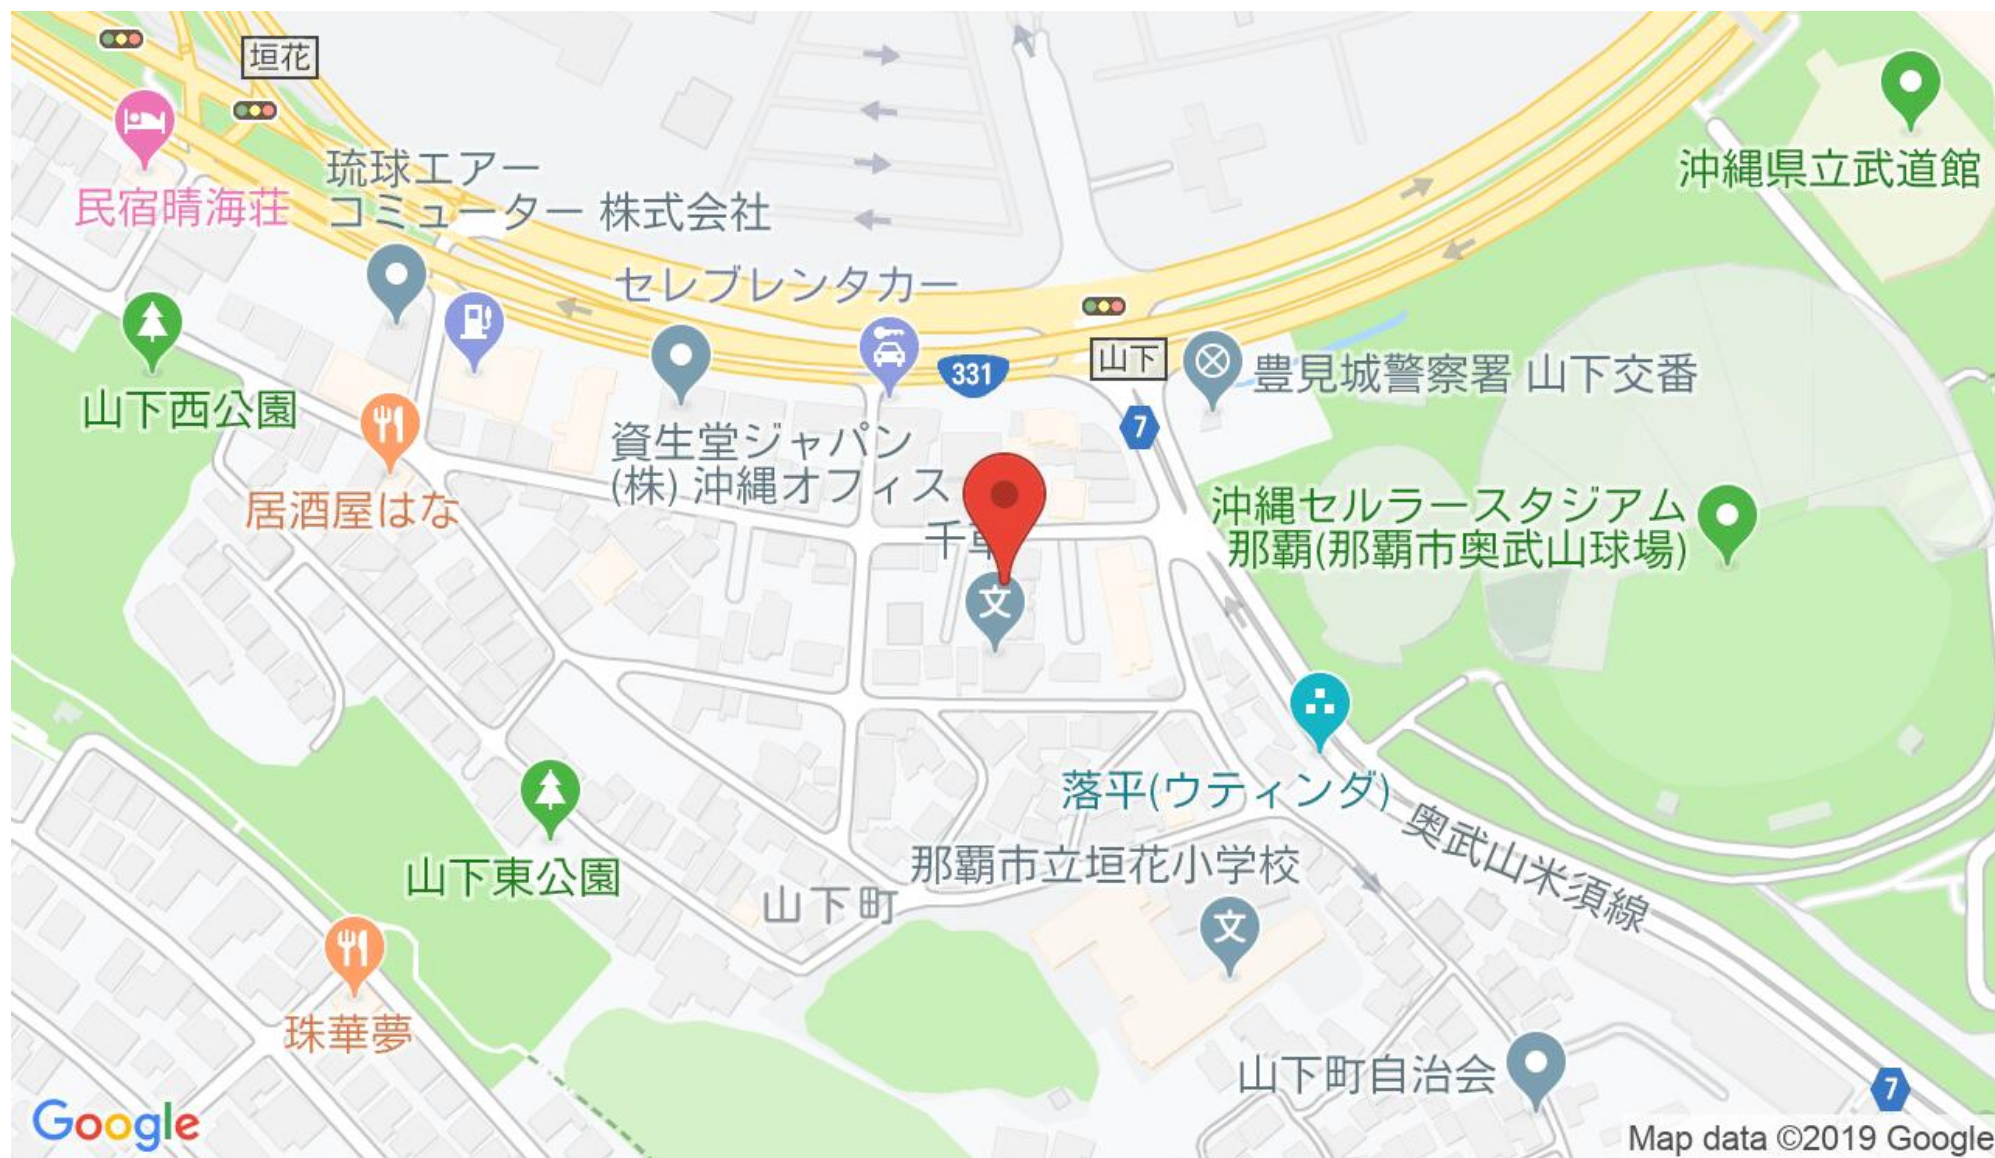 垣花
沖縄県立武道館
琉球エアー
コミューター 株式会社
民宿晴海荘
セレブレンタカー
331
山下
豊見城警察署 山下交番
7
山下西公園
資生堂ジャパン
(株) 沖縄オフィス
居酒屋はな
沖縄セルラースタジアム
那覇(那覇市奥武山球場)
文
落平(ウティンダ)
奥武山米須線
那覇市立垣花小学校
山下東公園
山下町
文
珠華夢
山下町自治会
7
Google
Map data ©2019 Google